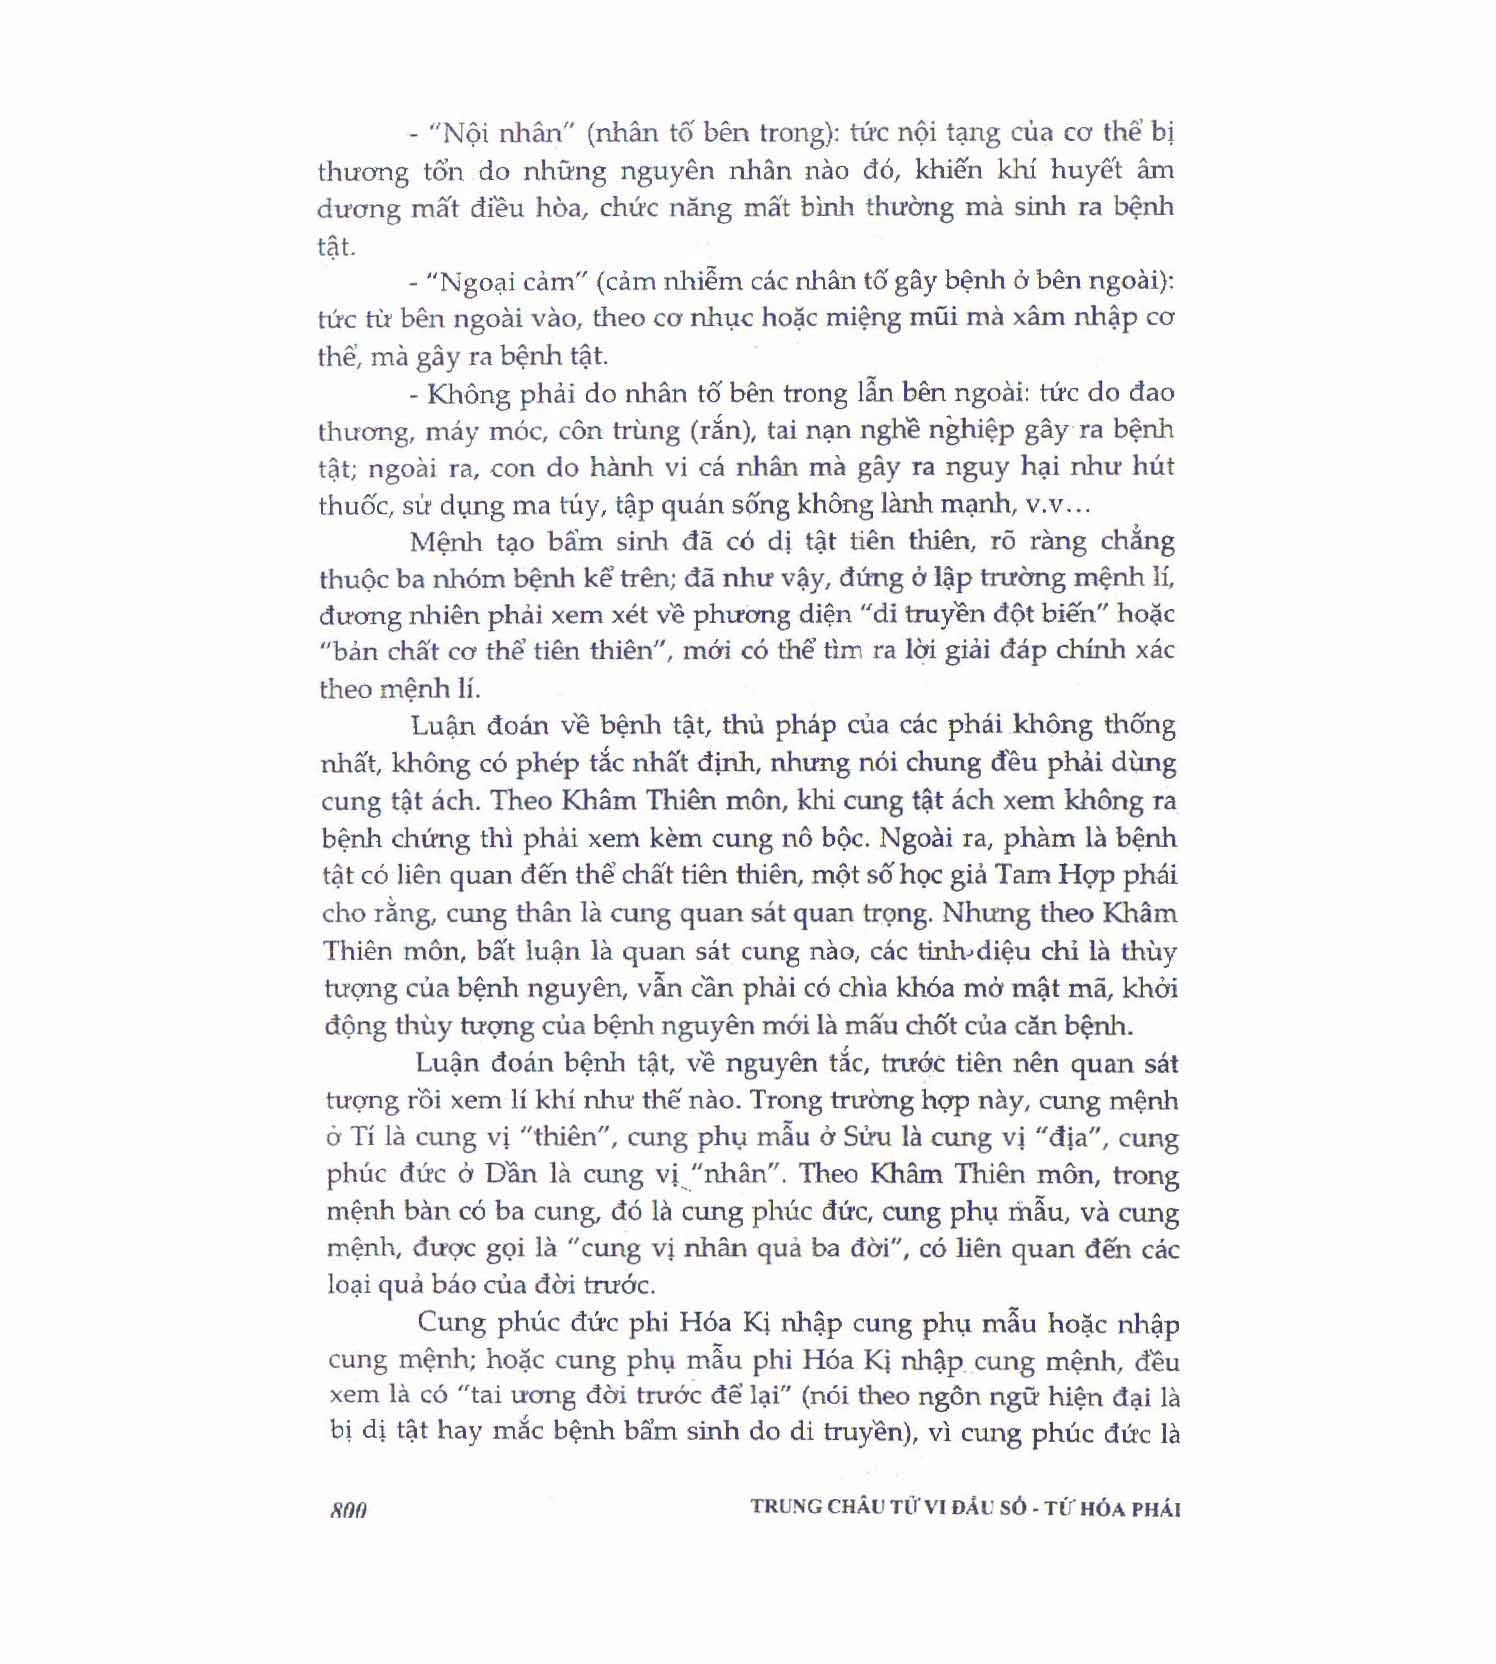 - "Nội nhân" (nhân tố bên trong): tức nội tạng của cơ thể bị
thương tổn do những nguyên nhân nào đó, khiến khí huyết âm
dương mất điều hòa, chức năng mất bình thường mà sinh ra bệnh
tật.
- "Ngoại cảm" (cảm nhiễm các nhân tố gây bệnh ở bên ngoài):
tức từ bên ngoài vào, theo cơ nhục hoặc miệng mũi mà xâm nhập cơ
thể, mà gây ra bệnh tật.
- Không phải do nhân tố bên trong lẫn bên ngoài: tức do đao
thương, máy móc, côn trùng (rắn), tai nạn nghề nghiệp gây ra bệnh
tật; ngoài ra, con do hành vi cá nhân mà gây ra nguy hại như hút
thuốc, sử dụng ma túy, tập quán sống không lành mạnh, v.v...
Mệnh tạo bẩm sinh đã có dị tật tiên thiên, rõ ràng chẳng
thuộc ba nhóm bệnh kể trên; đã như vậy, đứng ở lập trường mệnh lí,
đương nhiên phải xem xét về phương diện "di truyền đột biến" hoặc
"bản chất cơ thể tiên thiên", mới có thể tìm ra lời giải đáp chính xác
theo mệnh lí.
Luận đoán về bệnh tật, thủ pháp của các phái không thống
nhất, không có phép tắc nhất định, nhưng nói chung đều phải dùng
cung tật ách. Theo Khâm Thiên môn, khi cung tật ách xem không ra
bệnh chứng thì phải xem kèm cung nô bộc. Ngoài ra, phàm là bệnh
tật có liên quan đến thể chất tiên thiên, một số học giả Tam Hợp phái
cho rằng, cung thân là cung quan sát quan trọng. Nhưng theo Khâm
Thiên môn, bất luận là quan sát cung nào, các tinh diệu chỉ là thùy
tượng của bệnh nguyên, vẫn cần phải có chìa khóa mở mật mã, khởi
động thùy tượng của bệnh nguyên mới là mấu chốt của căn bệnh.
Luận đoán bệnh tật, về nguyên tắc, trước tiên nên quan sát
tượng rồi xem lí khí như thế nào. Trong trường hợp này, cung mệnh
ở Tí là cung vị "thiên", cung phụ mẫu ở Sửu là cung vị "địa", cung
phúc đức ở Dần là cung vị "nhân". Theo Khâm Thiên môn, trong
mệnh bàn có ba cung, đó là cung phúc đức, cung phụ mẫu, và cung
mệnh, được gọi là "cung vị nhân quả ba đời", có liên quan đến các
loại quả báo của đời trước.
Cung phúc đức phi Hóa Kị nhập cung phụ mẫu hoặc nhập
cung mệnh; hoặc cung phụ mẫu phi Hóa Kị nhập cung mệnh, đều
xem là có "tai ương đời trước để lại" (nói theo ngôn ngữ hiện đại là
bị dị tật hay mắc bệnh bẩm sinh do di truyền), vì cung phúc đức là
800
TRUNG CHÂU TỬ VI ĐẨU SỐ - TỨ HÓA PHÁI